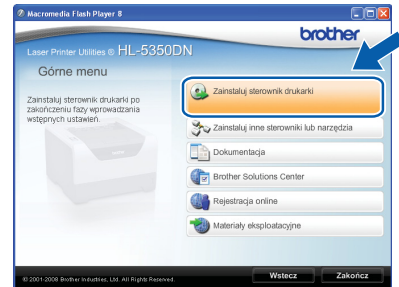 Macromedia Flash Player 8
brother
Laser Printer Utilities ® HL-5350DN
Górne menu
Zainstaluj sterownik drukarki po
zakończeniu fazy wprowadzania
wstępnych ustawień.
Zainstaluj sterownik drukarki
Zainstaluj inne sterowniki lub narzędzia
Dokumentacja
Brother Solutions Center
Rejestracja online
Materiały eksploatacyjne
© 2001-2008 Brother Industries, Ltd. All Rights Reserved.
Wstecz
Zakończ